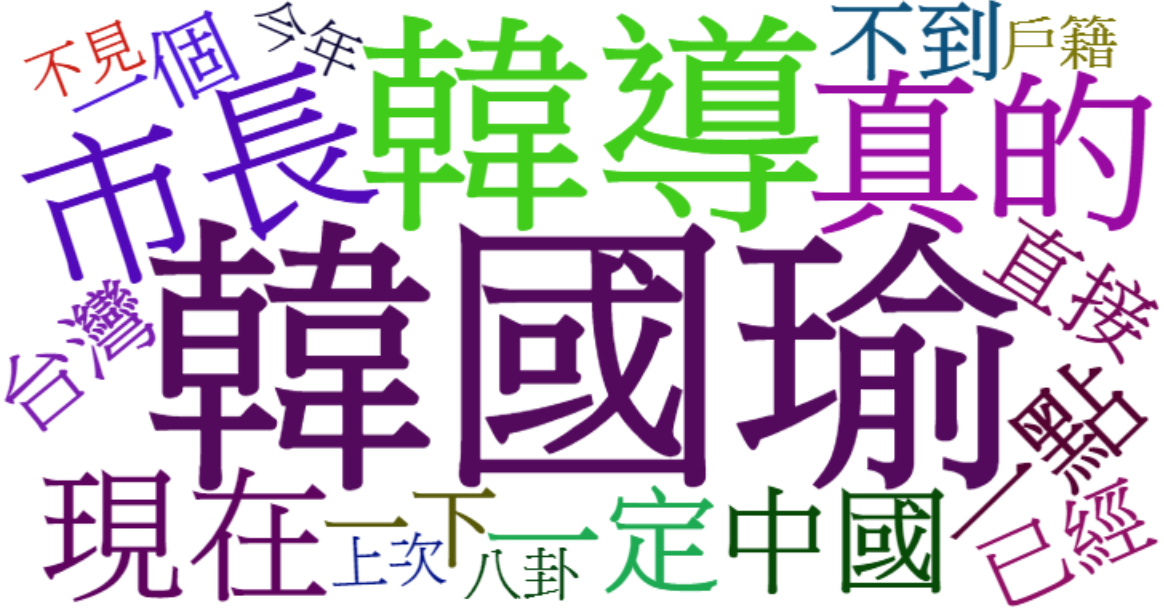 不見
一個
今年
韓導
不到
戶籍
市長
真的
韓國瑜
直接
台灣
一點
現在
一下
上次
八卦
一定
中國
已經